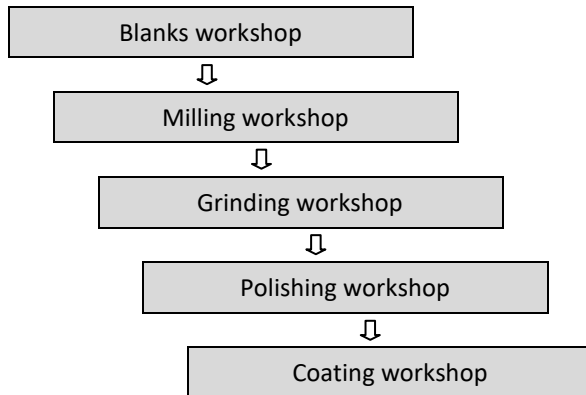 Blanks workshop
Milling workshop
Grinding workshop
Polishing workshop
Coating workshop